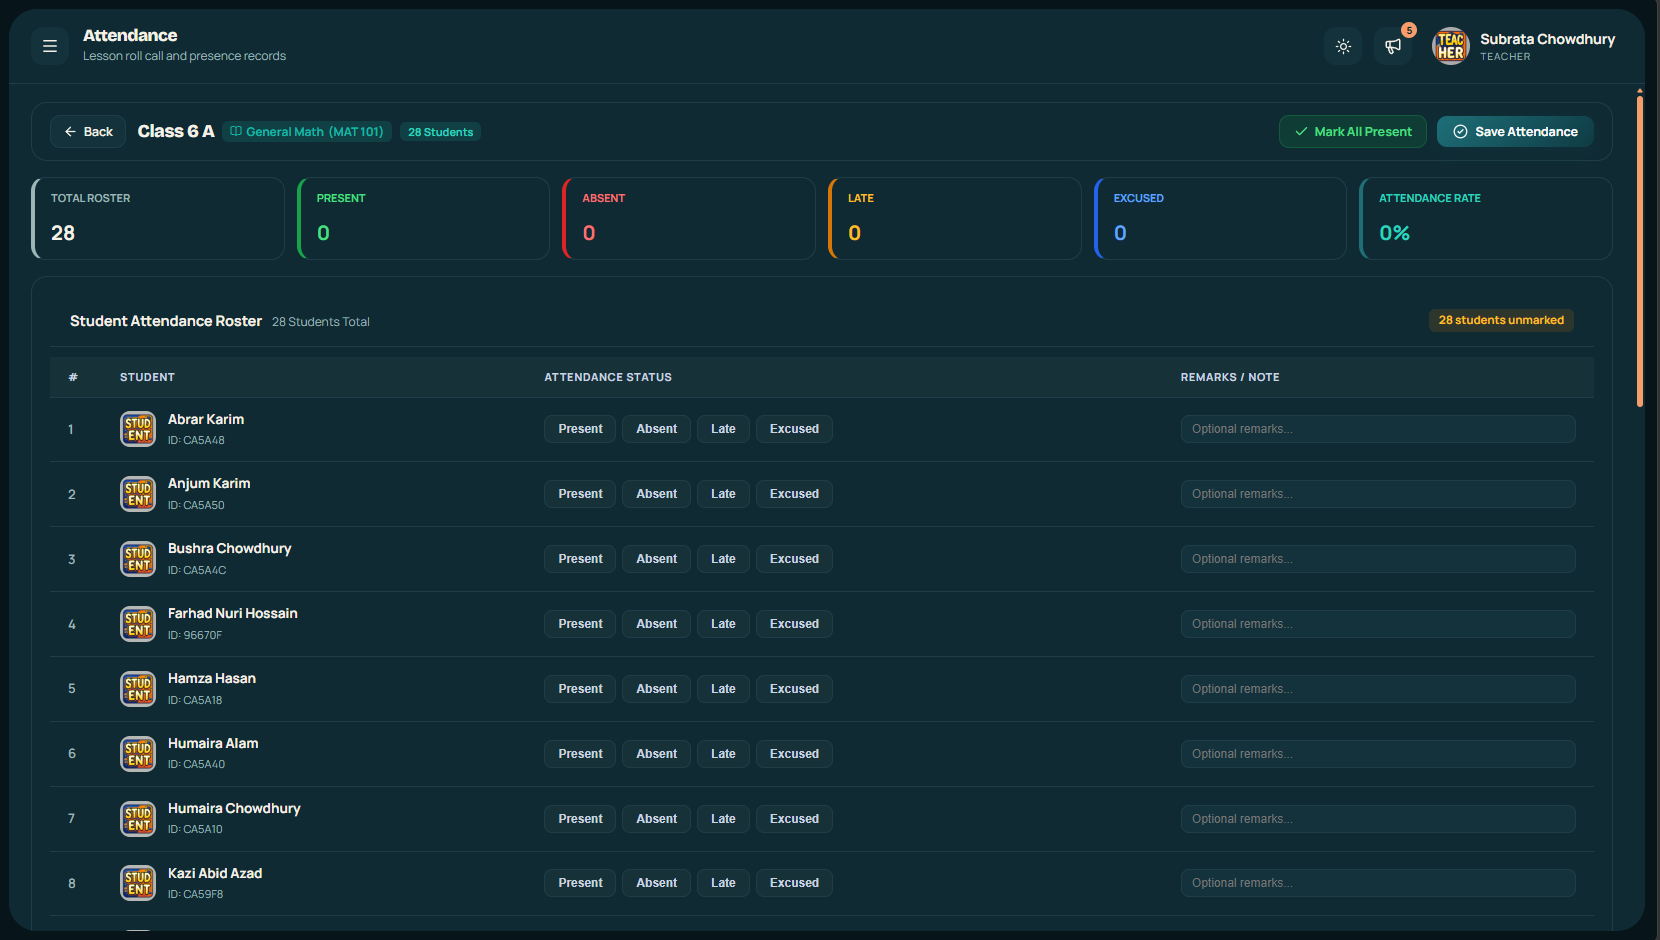 Attendance
Lesson roll call and presence records
5
TEAC
HER
Subrata Chowdhury
TEACHER
Back
Class 6 A
General Math (MAT101)
28 Students
Mark All Present
Save Attendance
TOTAL ROSTER
28
PRESENT
0
ABSENT
0
LATE
0
EXCUSED
0
ATTENDANCE RATE
0%
Student Attendance Roster 28 Students Total
28 students unmarked
# STUDENT ATTENDANCE STATUS REMARKS / NOTE
1
STUD
ENT
Abrar Karim
ID: CA5A48
Present Absent Late Excused
Optional remarks...
2
STUD
ENT
Anjum Karim
ID: CA5A50
Present Absent Late Excused
Optional remarks...
3
STUD
ENT
Bushra Chowdhury
ID: CA5A4C
Present Absent Late Excused
Optional remarks...
4
STUD
ENT
Farhad Nuri Hossain
ID: 96670F
Present Absent Late Excused
Optional remarks...
5
STUD
ENT
Hamza Hasan
ID: CA5A18
Present Absent Late Excused
Optional remarks...
6
STUD
ENT
Humaira Alam
ID: CA5A40
Present Absent Late Excused
Optional remarks...
7
STUD
ENT
Humaira Chowdhury
ID: CA5A10
Present Absent Late Excused
Optional remarks...
8
STUD
ENT
Kazi Abid Azad
ID: CA59F8
Present Absent Late Excused
Optional remarks...